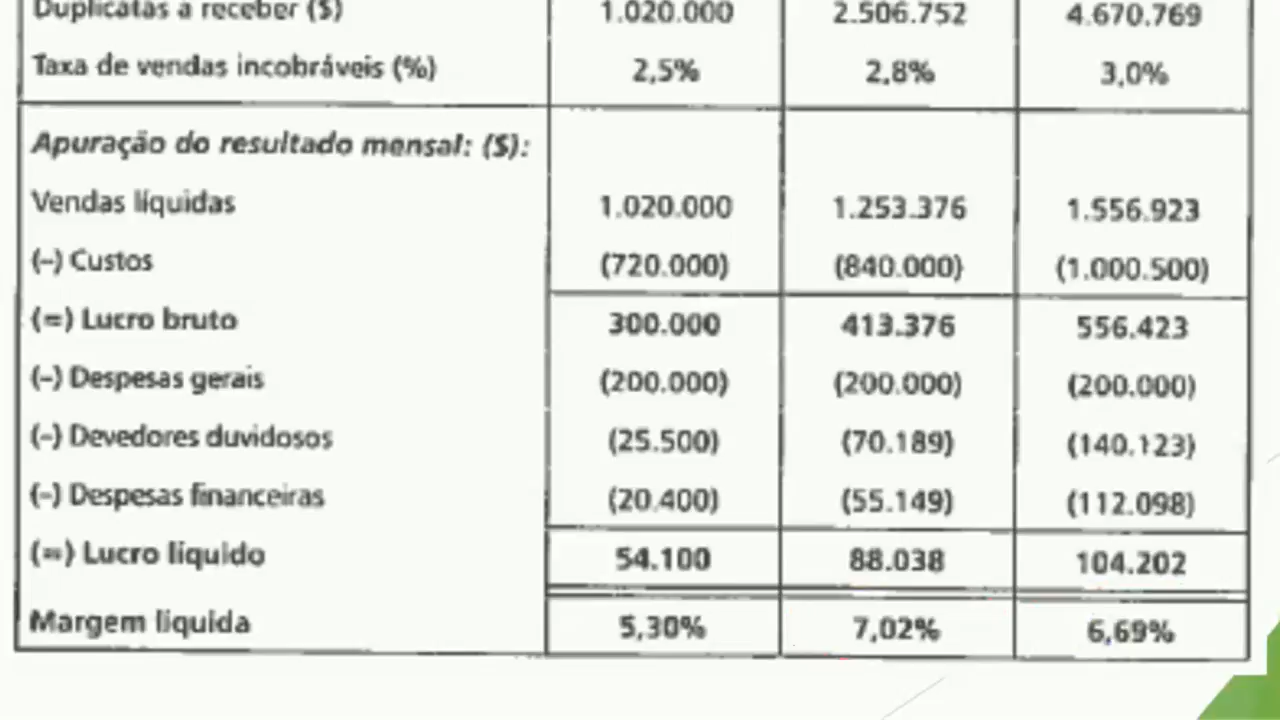 Duplicatas a receber ($) 1.020.000 2.506.752 4.670.769
Taxa de vendas incobráveis (%) 2,5% 2,8% 3,0%
Apuração do resultado mensal: ($):
Vendas líquidas 1.020.000 1.253.376 1.556.923
(–) Custos (720.000) (840.000) (1.000.500)
(=) Lucro bruto 300.000 413.376 556.423
(–) Despesas gerais (200.000) (200.000) (200.000)
(–) Devedores duvidosos (25.500) (70.189) (140.123)
(–) Despesas financeiras (20.400) (55.149) (112.098)
(=) Lucro líquido 54.100 88.038 104.202
Margem líquida 5,30% 7,02% 6,69%